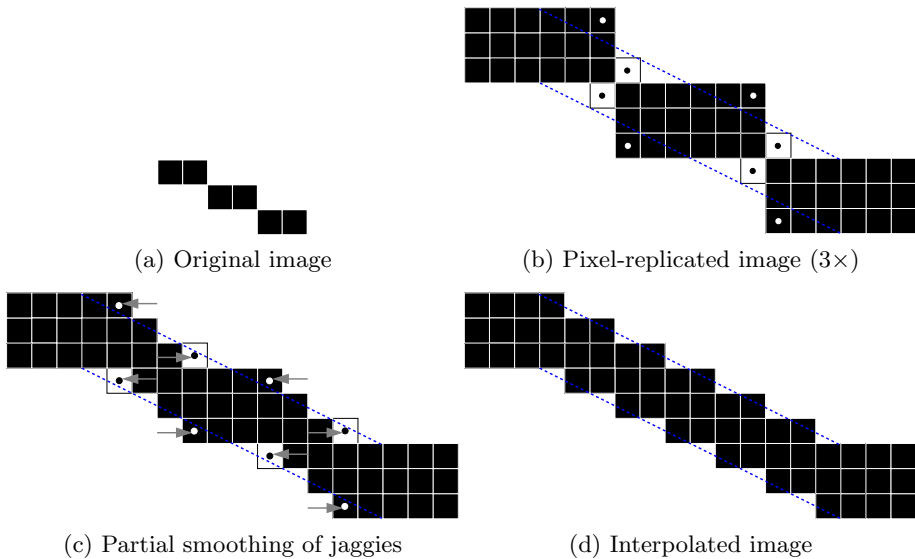 (a) Original image
(b) Pixel-replicated image (3×)
(c) Partial smoothing of jaggies
(d) Interpolated image